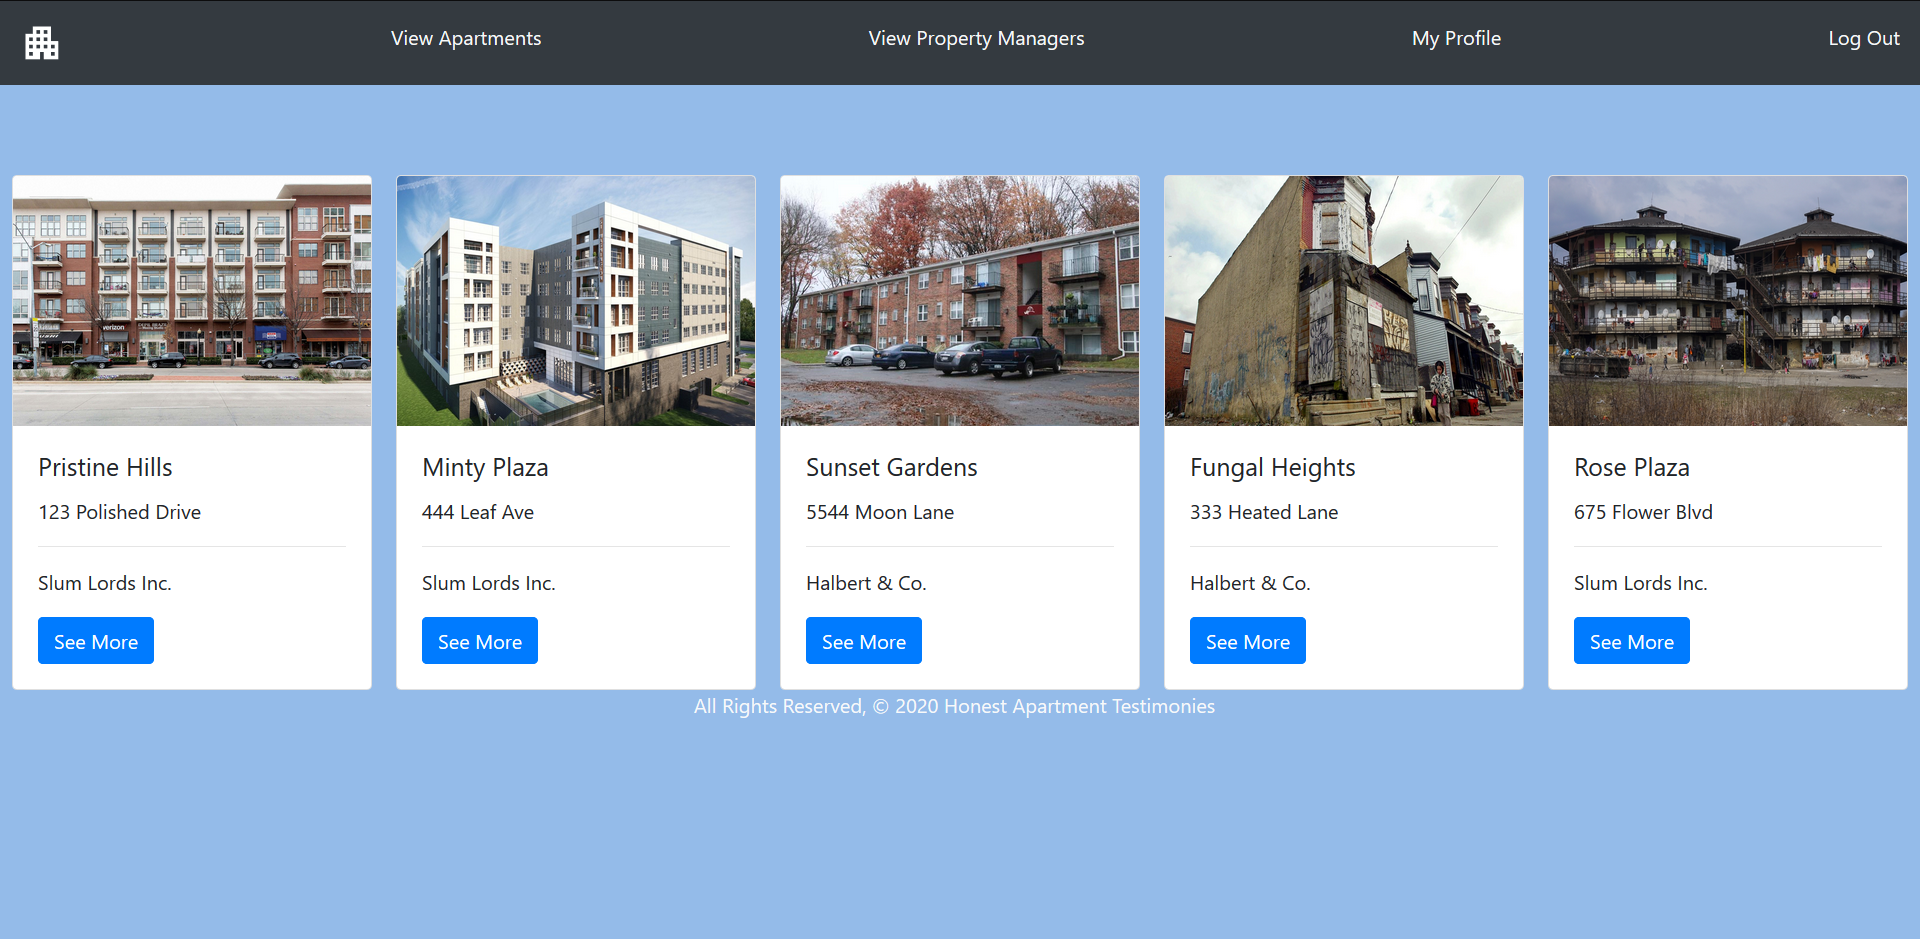 View Apartments
View Property Managers
My Profile
Log Out
verizon
Pristine Hills
123 Polished Drive
Slum Lords Inc.
See More
Minty Plaza
444 Leaf Ave
Slum Lords Inc.
See More
Sunset Gardens
5544 Moon Lane
Halbert & Co.
See More
Fungal Heights
333 Heated Lane
Halbert & Co.
See More
Rose Plaza
675 Flower Blvd
Slum Lords Inc.
See More
All Rights Reserved, © 2020 Honest Apartment Testimonies